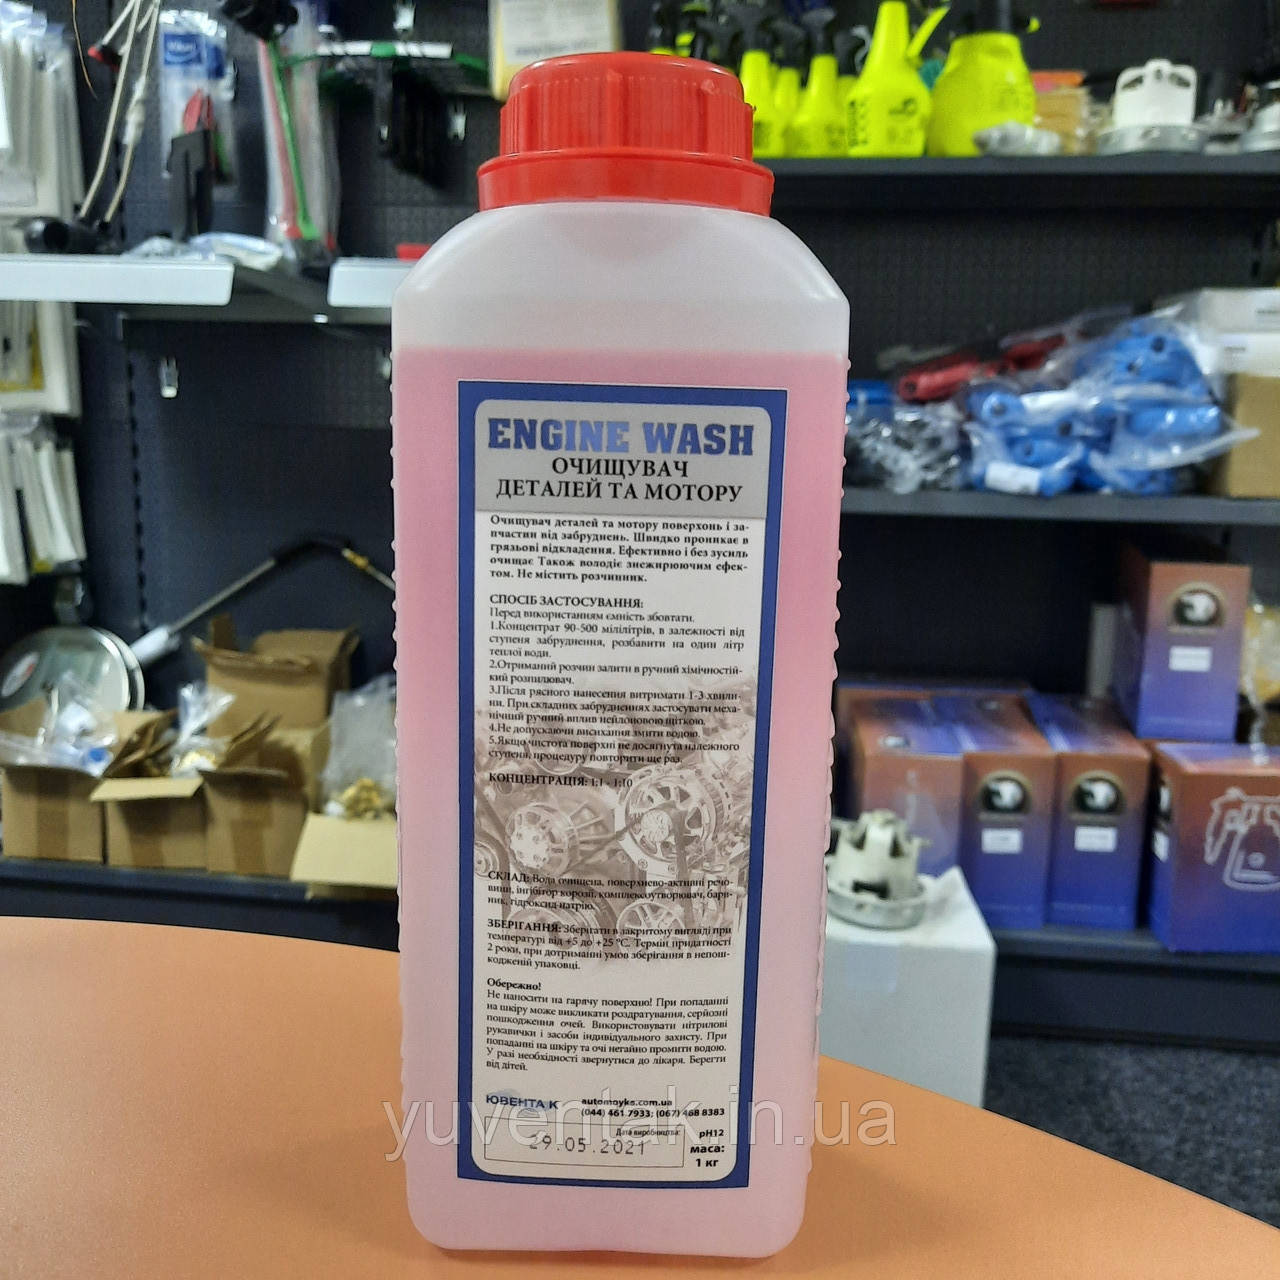 ENGINE WASH
ОЧИЩУВАЧ
ДЕТАЛЕЙ ТА МОТОРУ
Очищувач деталей та мотору поверхонь і за-
пчастин від забруднень. Швидко проникає в
грязьові відкладення. Ефективно і без зусиль
очищає Також володіє знежирюючим ефек-
том. Не містить розчинник.
СПОСІБ ЗАСТОСУВАННЯ:
Перед використанням ємність збовтати.
1.Концентрат 90-500 мілілітрів, в залежності від
ступеня забруднення, розбавити на один літр
теплої води.
2.Отриманий розчин залити в ручний хімічностій-
кий розпилювач.
3.Після рясного нанесення витримати 1-3 хвили-
ни. При складних забрудненнях застосувати меха-
нічний ручний вплив нейлоновою щіткою.
4.Не допускаючи висихання змити водою.
5.Якщо чистота поверхні не досягнута належного
ступеня, процедуру повторити ще раз.
КОНЦЕНТРАЦІЯ: 1:1 - 1:10
СКЛАД: Вода очищена, поверхнево-активні речо-
вини, інгібітор корозії, комплексоутворювач, барв-
ник, гідроксид натрію.
ЗБЕРІГАННЯ: Зберігати в закритому вигляді при
температурі від +5 до +25 °С. Термін придатності
2 роки, при дотриманні умов зберігання в непош-
кодженій упаковці.
Обережно!
Не наносити на гарячу поверхню! При попаданні
на шкіру може викликати роздратування, серйозні
пошкодження очей. Використовувати нітрилові
рукавички і засоби індивідуального захисту. При
попаданні на шкіру та очі негайно промити водою.
У разі необхідності звернутися до лікаря. Берегти
від дітей.
ЮВЕНТА К
automoyks.com.ua
(044) 461 7933; (067) 468 8383
Дата виробництва:
29.05.2021
pH12
маса:
1 кг
yuventak.in.ua